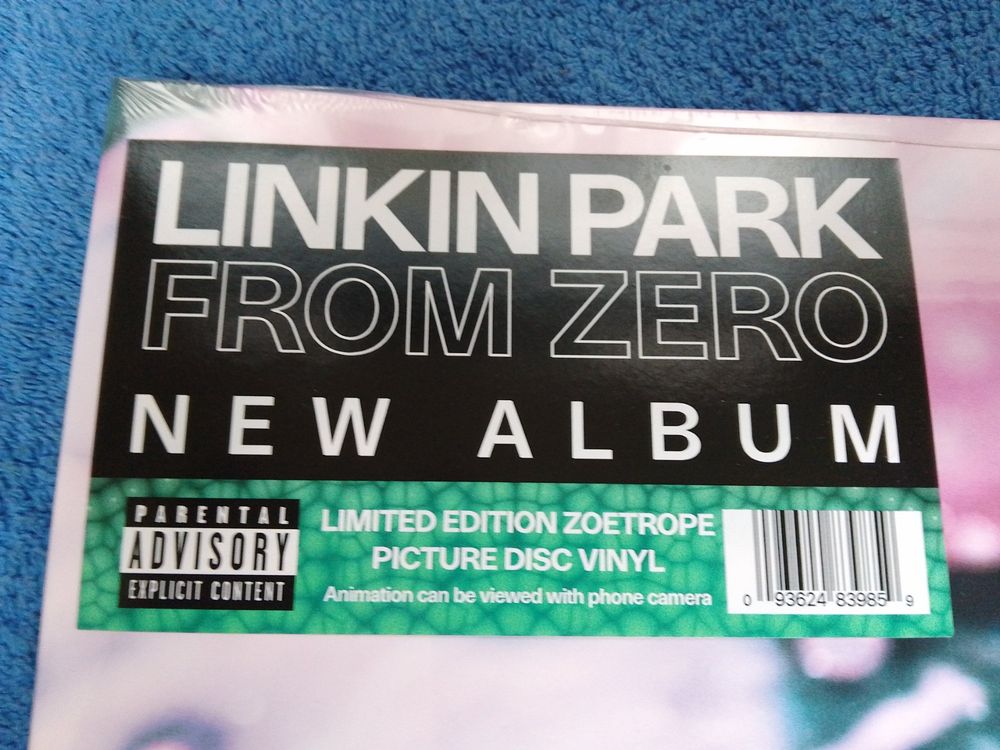 LINKIN PARK
FROM ZERO
NEW ALBUM
PARENTAL
ADVISORY
EXPLICIT CONTENT
LIMITED EDITION ZOETROPE
PICTURE DISC VINYL
Animation can be viewed with phone camera
0 93624 83985 9